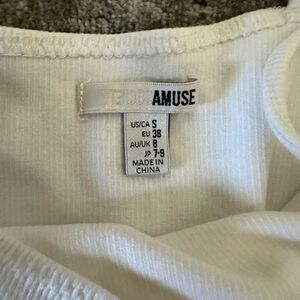 AMUSE
US/CA S
EU 36
AU/UK 8
JP 7-9
MADE IN
CHINA